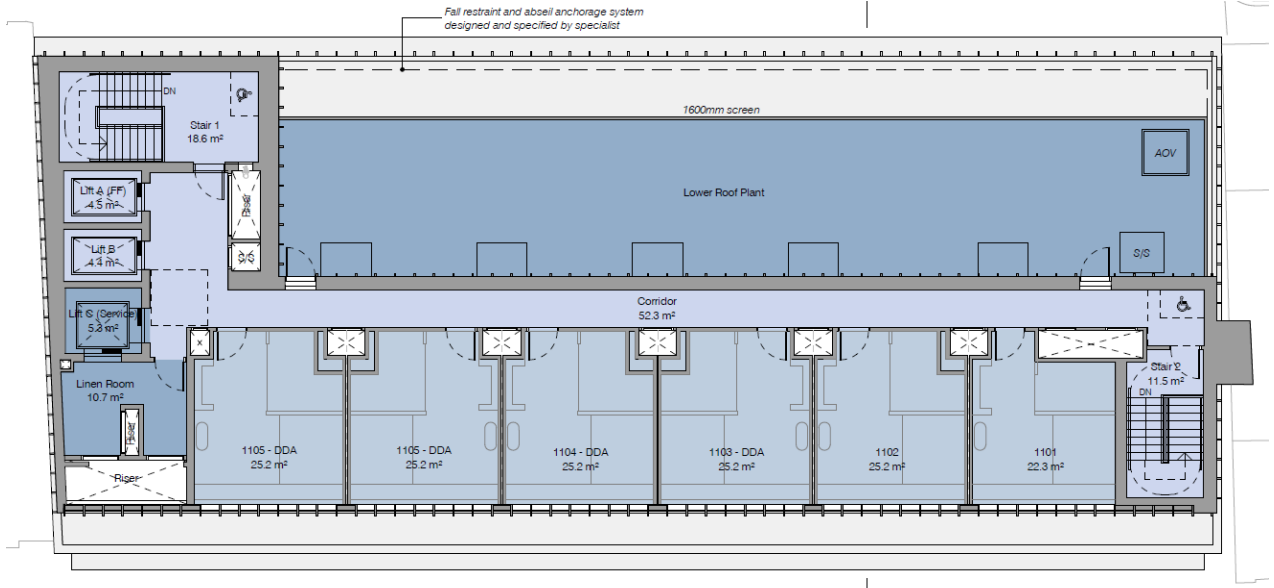 Fall restraint and abseil anchorage system
designed and specified by specialist
1600mm screen
DN
Stair 1
18.6 m²
AOV
Lift A (FF)
4.5 m²
Riser
Lower Roof Plant
Lift B
4.4 m²
S/S
S/S
Lift C (Service)
5.3 m²
Corridor
52.3 m²
x
Linen Room
10.7 m²
Stair 2
11.5 m²
DN
Riser
1105 - DDA
25.2 m²
1105 - DDA
25.2 m²
1104 - DDA
25.2 m²
1103 - DDA
25.2 m²
1102
25.2 m²
1101
22.3 m²
Riser